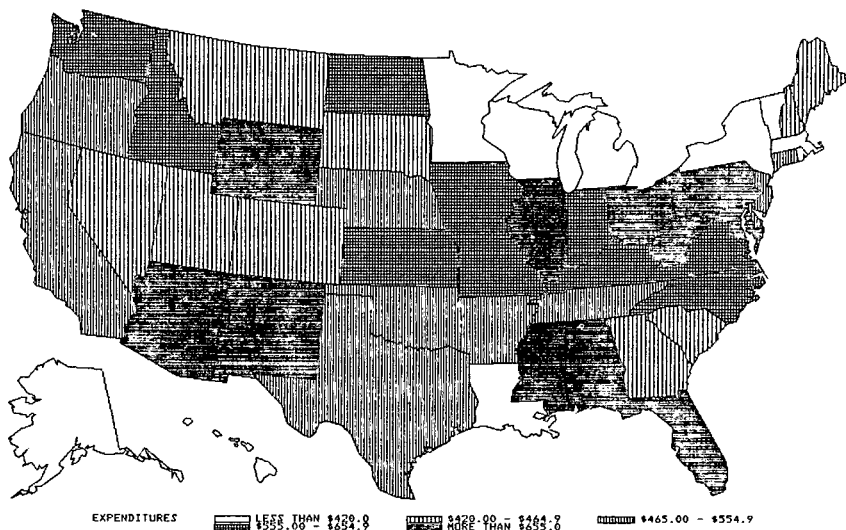 EXPENDITURES LESS THAN $420.0 $420.00 - $464.9 $465.00 - $554.9
$555.00 - $654.9 MORE THAN $655.0